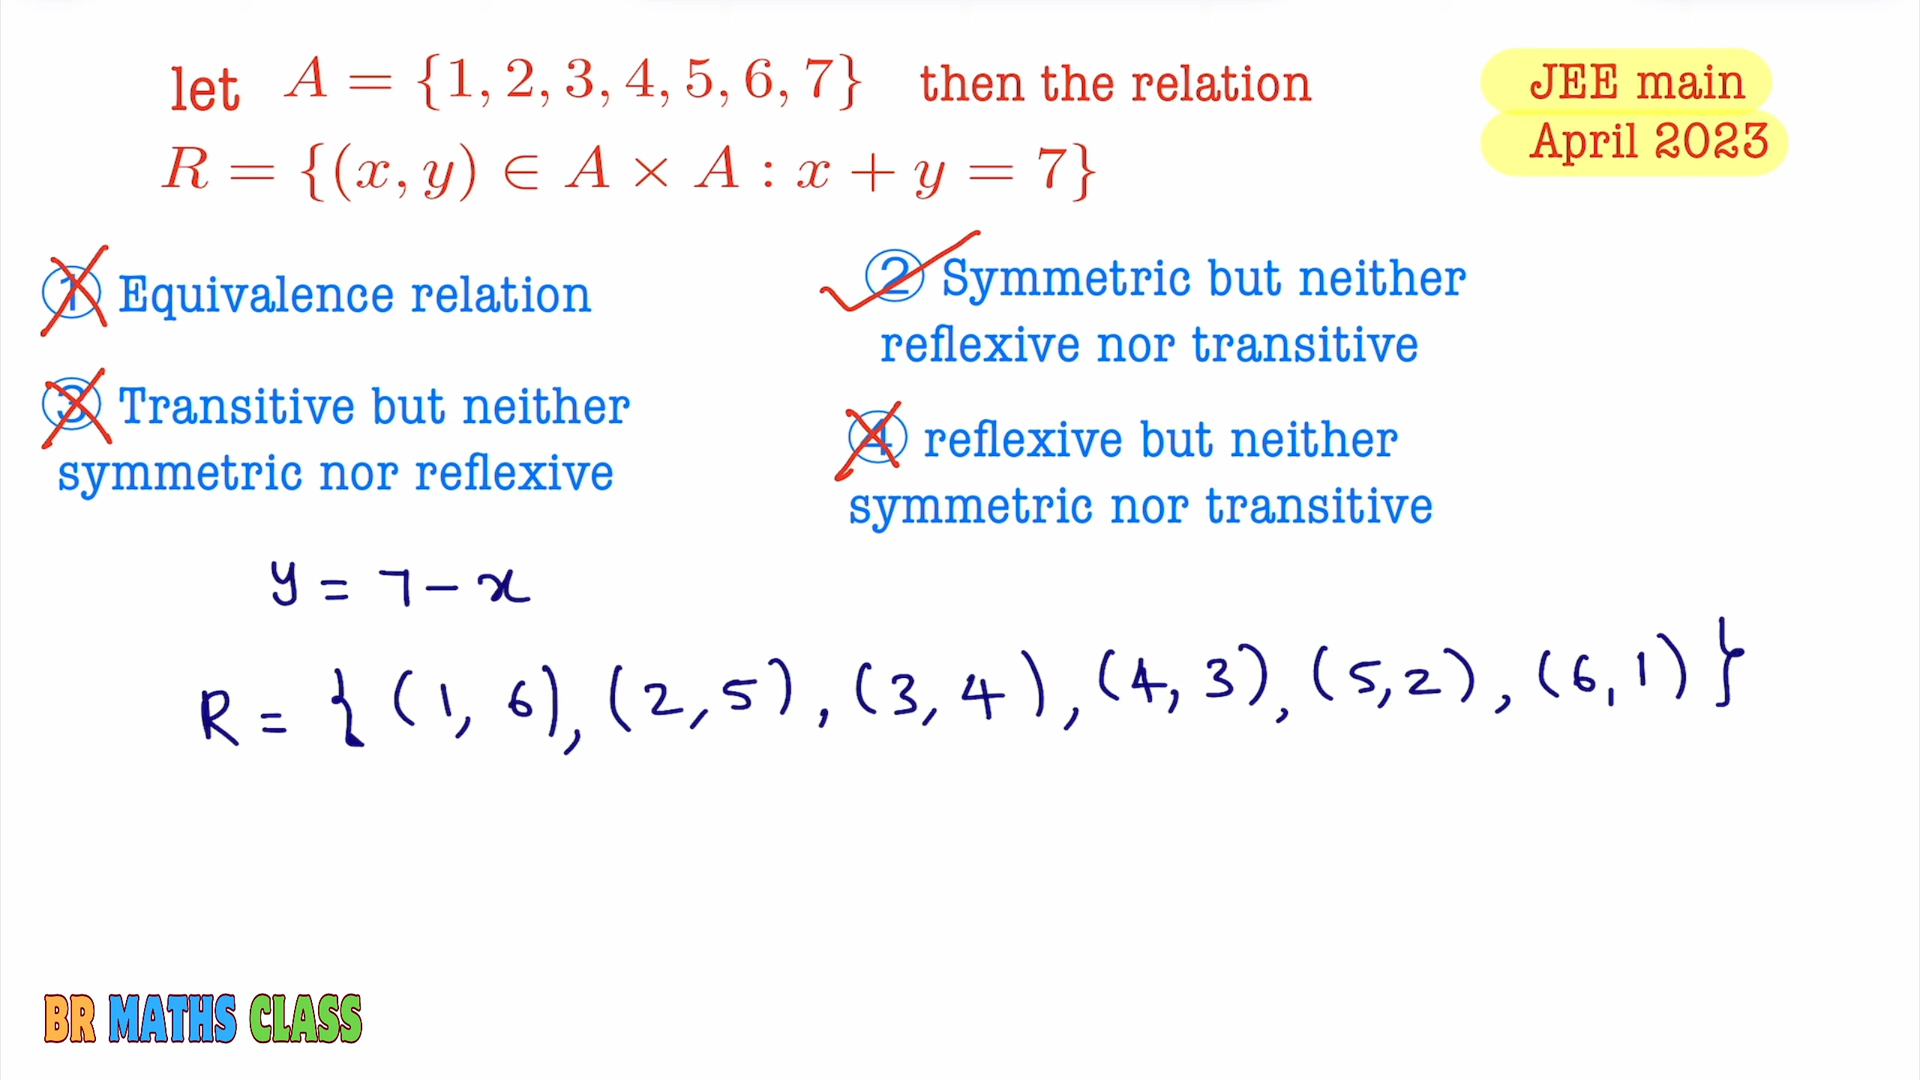 let A = {1, 2, 3, 4, 5, 6, 7} then the relation
R = {(x, y) ∈ A × A : x + y = 7}
JEE main
April 2023
① Equivalence relation
② Symmetric but neither
reflexive nor transitive
③ Transitive but neither
symmetric nor reflexive
④ reflexive but neither
symmetric nor transitive
y = 7 - x
R = { (1, 6), (2, 5), (3, 4), (4, 3), (5, 2), (6, 1) }
BR MATHS CLASS